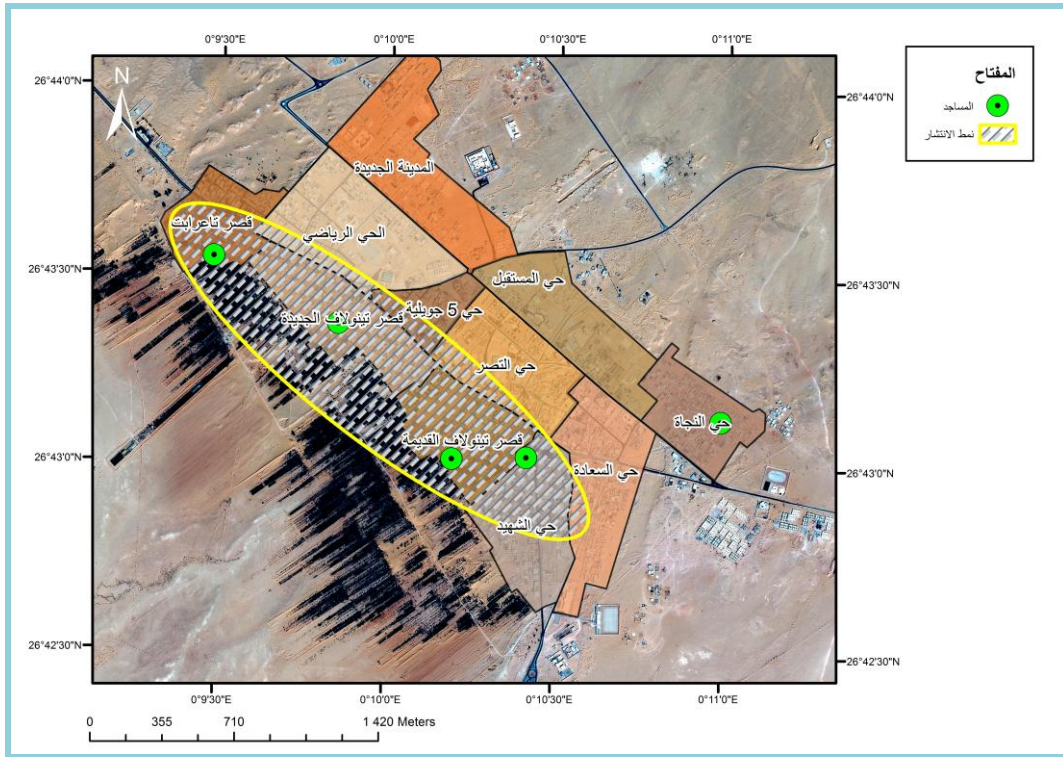 0°9'30"E 0°10'0"E 0°10'30"E 0°11'0"E
المفتاح
المساجد
نمط الانتشار
26°44'0"N
26°44'0"N
N
المدينة الجديدة
قصر تاعرابت
الحي الرياضي
26°43'30"N
26°43'30"N
حي المستقبل
حي 5 جويلية
قصر تينولاف الجديدة
حي النصر
حي النجاة
قصر تينولاف القديمة
26°43'0"N
26°43'0"N
حي السعادة
حي الشهيد
26°42'30"N
26°42'30"N
0°9'30"E 0°10'0"E 0°10'30"E 0°11'0"E
0 355 710 1 420 Meters